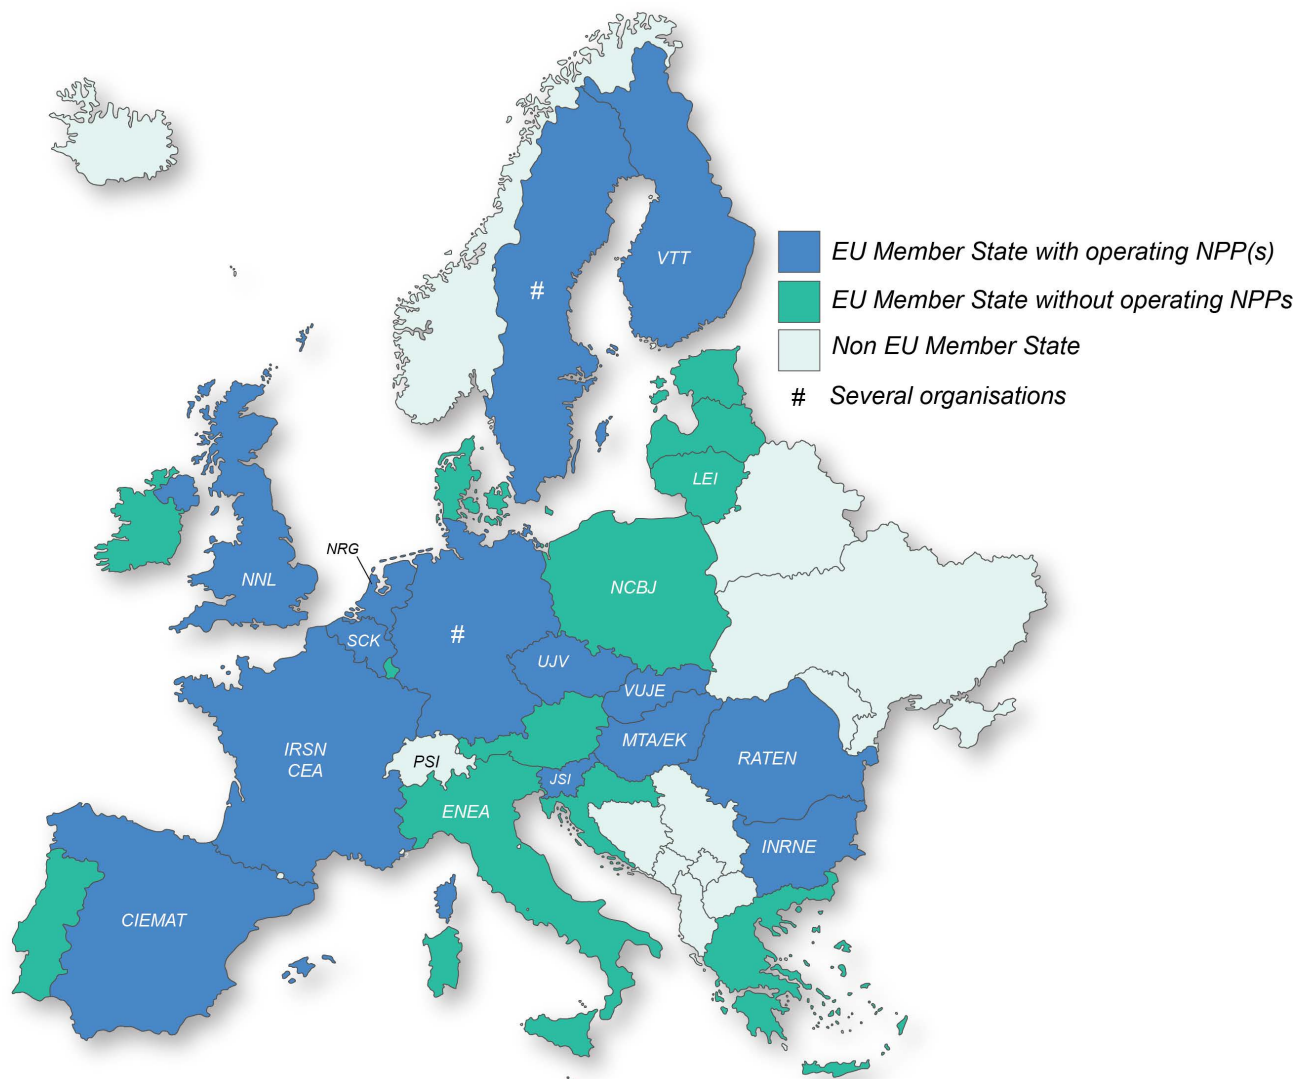 VTT
#
EU Member State with operating NPP(s)
EU Member State without operating NPPs
Non EU Member State
# Several organisations
LEI
NRG
NNL
NCBJ
SCK
#
UJV
VUJE
MTA/EK
IRSN
CEA
PSI
JSI
RATEN
ENEA
INRNE
CIEMAT